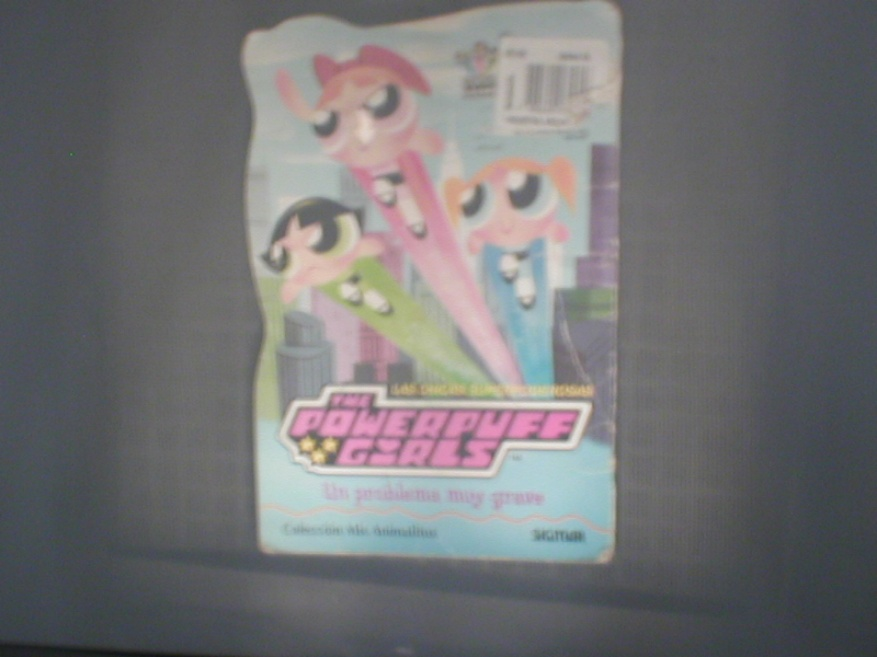 LAS CHICAS SUPERPODEROSAS
THE
POWERPUFF
GIRLS
Un problema muy grave
Colección Mis Animalitos
SIGMAR